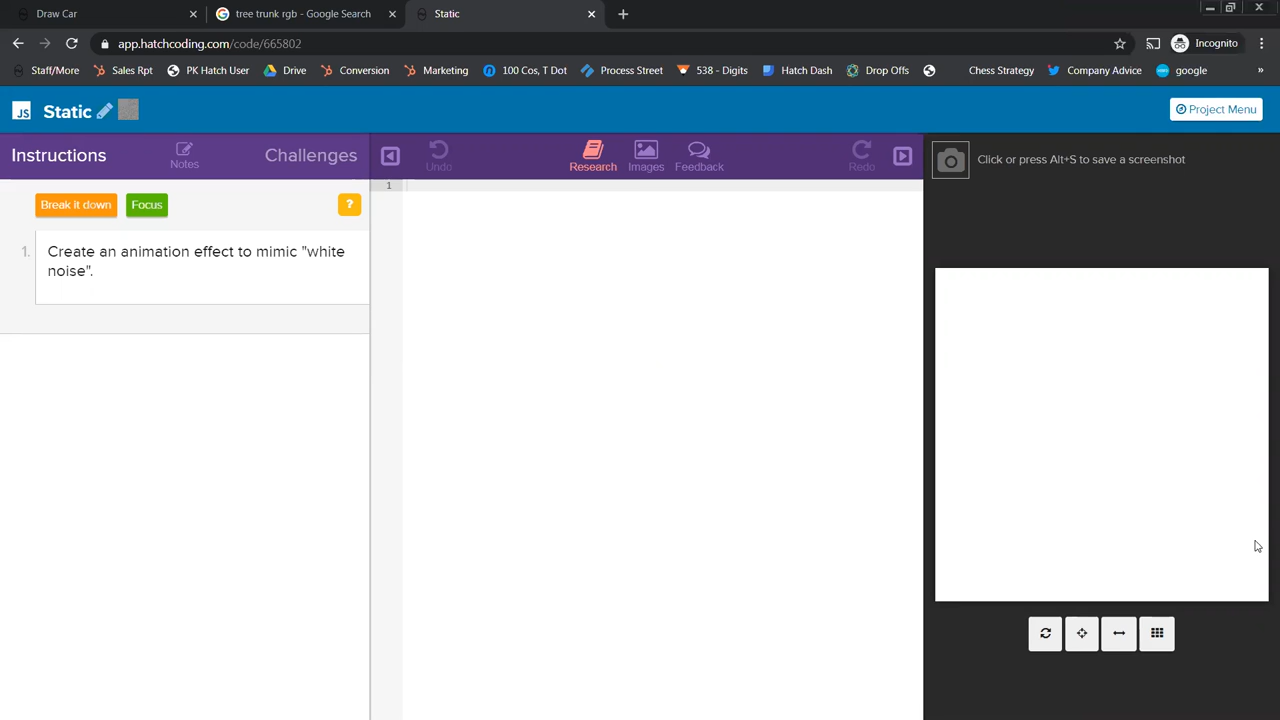 Draw Car
tree trunk rgb - Google Search
Static
app.hatchcoding.com/code/665802
Incognito
Staff/More
Sales Rpt
PK Hatch User
Drive
Conversion
Marketing
100 Cos, T Dot
Process Street
538 - Digits
Hatch Dash
Drop Offs
Chess Strategy
Company Advice
google
»
JS
Static
Project Menu
Instructions
Notes
Challenges
Undo
Research
Images
Feedback
Redo
Click or press Alt+S to save a screenshot
1
Break it down
Focus
?
1.
Create an animation effect to mimic "white
noise".